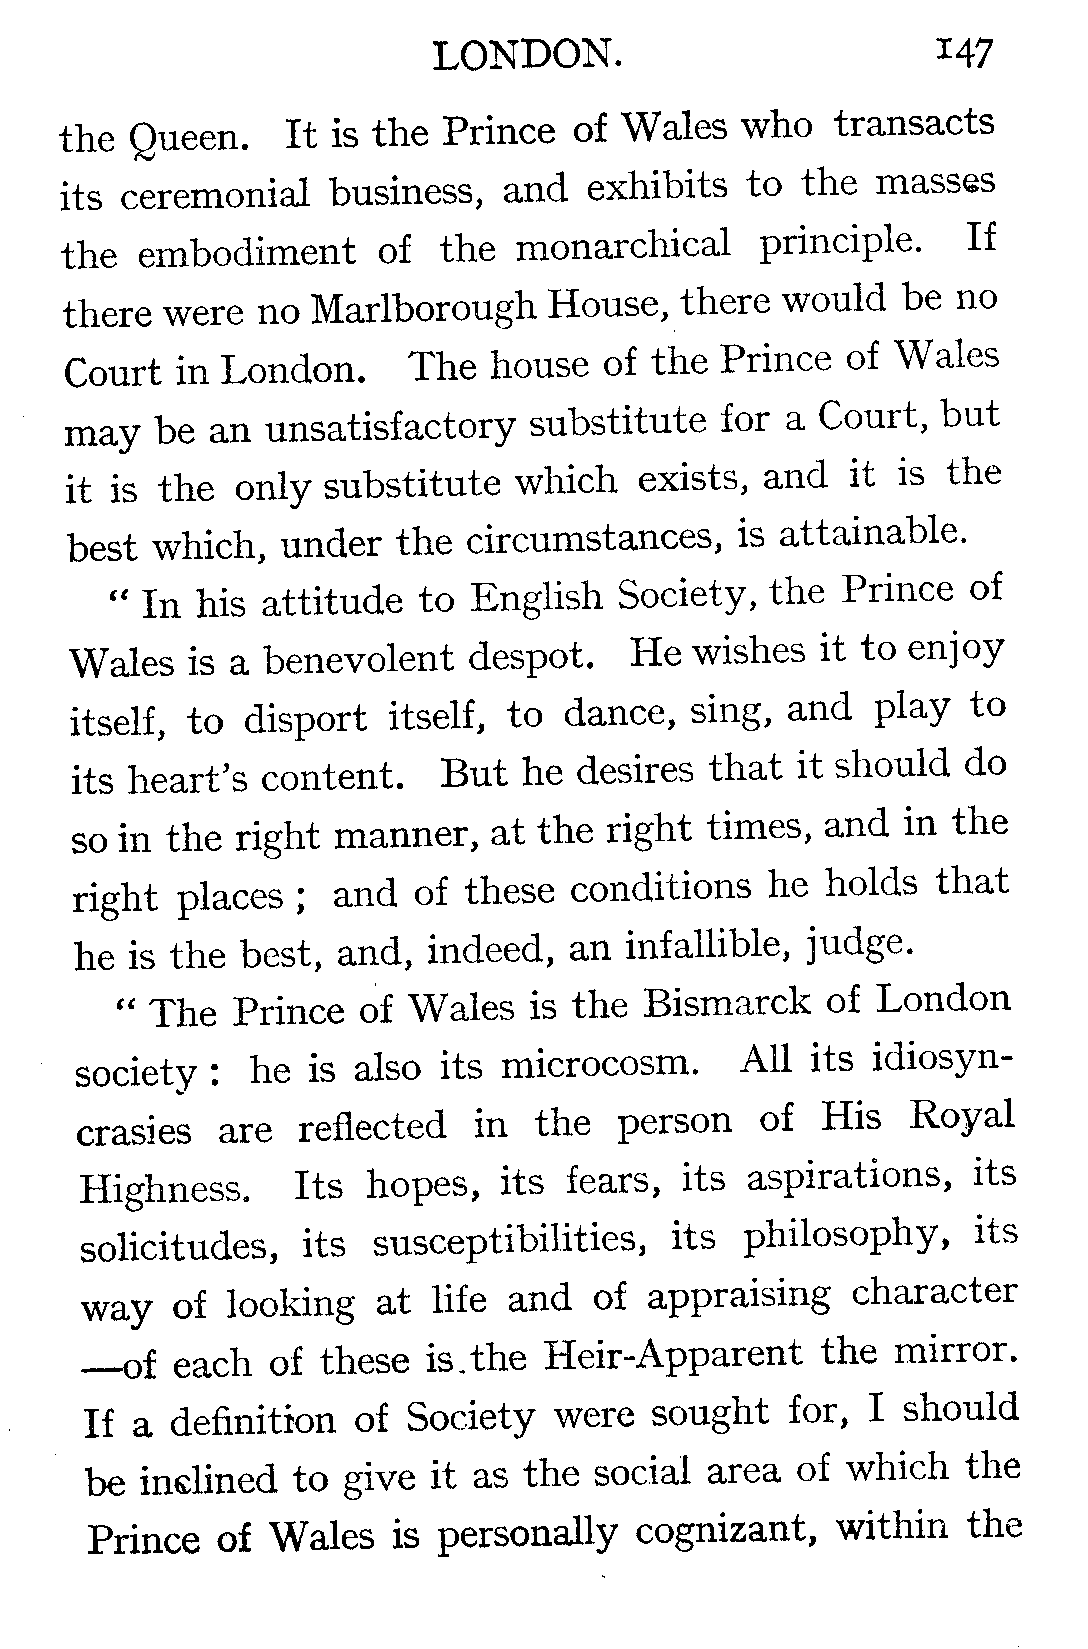 LONDON. 147
the Queen. It is the Prince of Wales who transacts
its ceremonial business, and exhibits to the masses
the embodiment of the monarchical principle. If
there were no Marlborough House, there would be no
Court in London. The house of the Prince of Wales
may be an unsatisfactory substitute for a Court, but
it is the only substitute which exists, and it is the
best which, under the circumstances, is attainable.
“ In his attitude to English Society, the Prince of
Wales is a benevolent despot. He wishes it to enjoy
itself, to disport itself, to dance, sing, and play to
its heart’s content. But he desires that it should do
so in the right manner, at the right times, and in the
right places ; and of these conditions he holds that
he is the best, and, indeed, an infallible, judge.
“ The Prince of Wales is the Bismarck of London
society : he is also its microcosm. All its idiosyn-
crasies are reflected in the person of His Royal
Highness. Its hopes, its fears, its aspirations, its
solicitudes, its susceptibilities, its philosophy, its
way of looking at life and of appraising character
—of each of these is the Heir-Apparent the mirror.
If a definition of Society were sought for, I should
be inclined to give it as the social area of which the
Prince of Wales is personally cognizant, within the